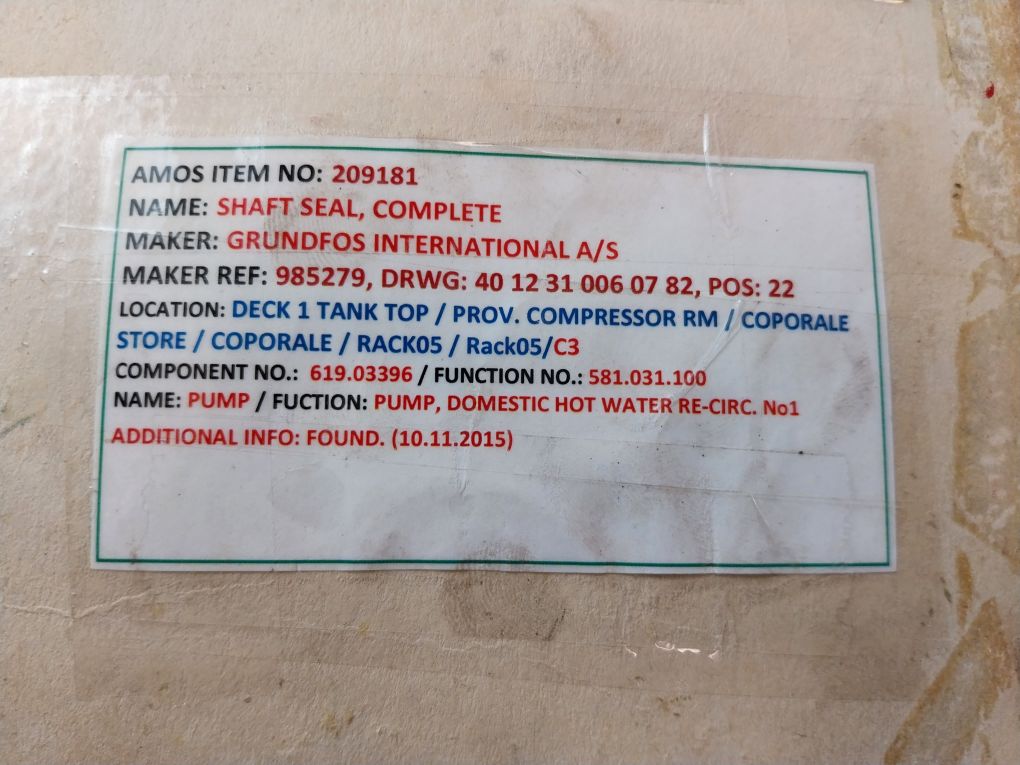 AMOS ITEM NO: 209181
NAME: SHAFT SEAL, COMPLETE
MAKER: GRUNDFOS INTERNATIONAL A/S
MAKER REF: 985279, DRWG: 40 12 31 006 07 82, POS: 22
LOCATION: DECK 1 TANK TOP / PROV. COMPRESSOR RM / COPORALE
STORE / COPORALE / RACK05 / Rack05/C3
COMPONENT NO.: 619.03396 / FUNCTION NO.: 581.031.100
NAME: PUMP / FUCTION: PUMP, DOMESTIC HOT WATER RE-CIRC. No1
ADDITIONAL INFO: FOUND. (10.11.2015)